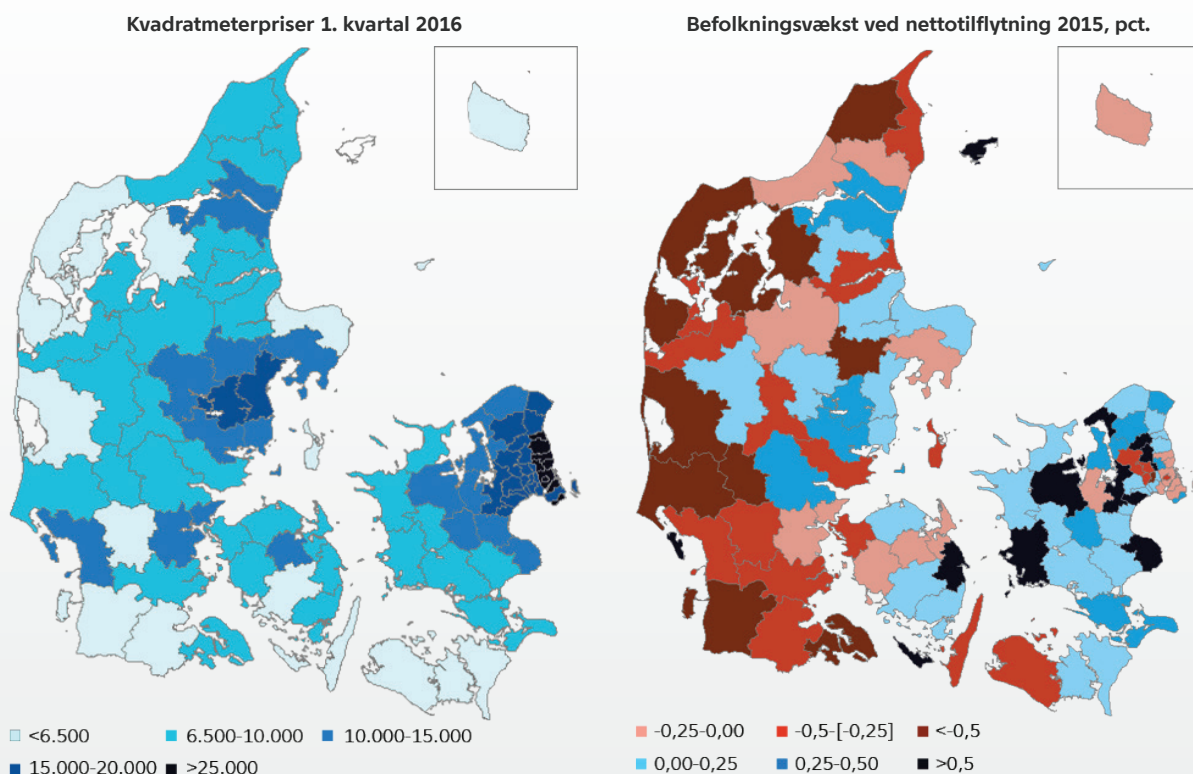 Kvadratmeterpriser 1. kvartal 2016
Befolkningsvækst ved nettotilflytning 2015, pct.
<6.500 6.500-10.000 10.000-15.000
15.000-20.000 >25.000
-0,25-0,00 -0,5-[-0,25] <-0,5
0,00-0,25 0,25-0,50 >0,5